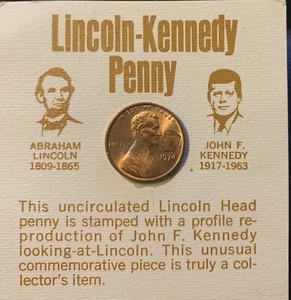 Lincoln-Kennedy
Penny
ABRAHAM
LINCOLN
1809-1865
1974
JOHN F.
KENNEDY
1917-1963
This uncirculated Lincoln Head
penny is stamped with a profile re-
production of John F. Kennedy
looking-at-Lincoln. This unusual
commemorative piece is truly a col-
lector's item.